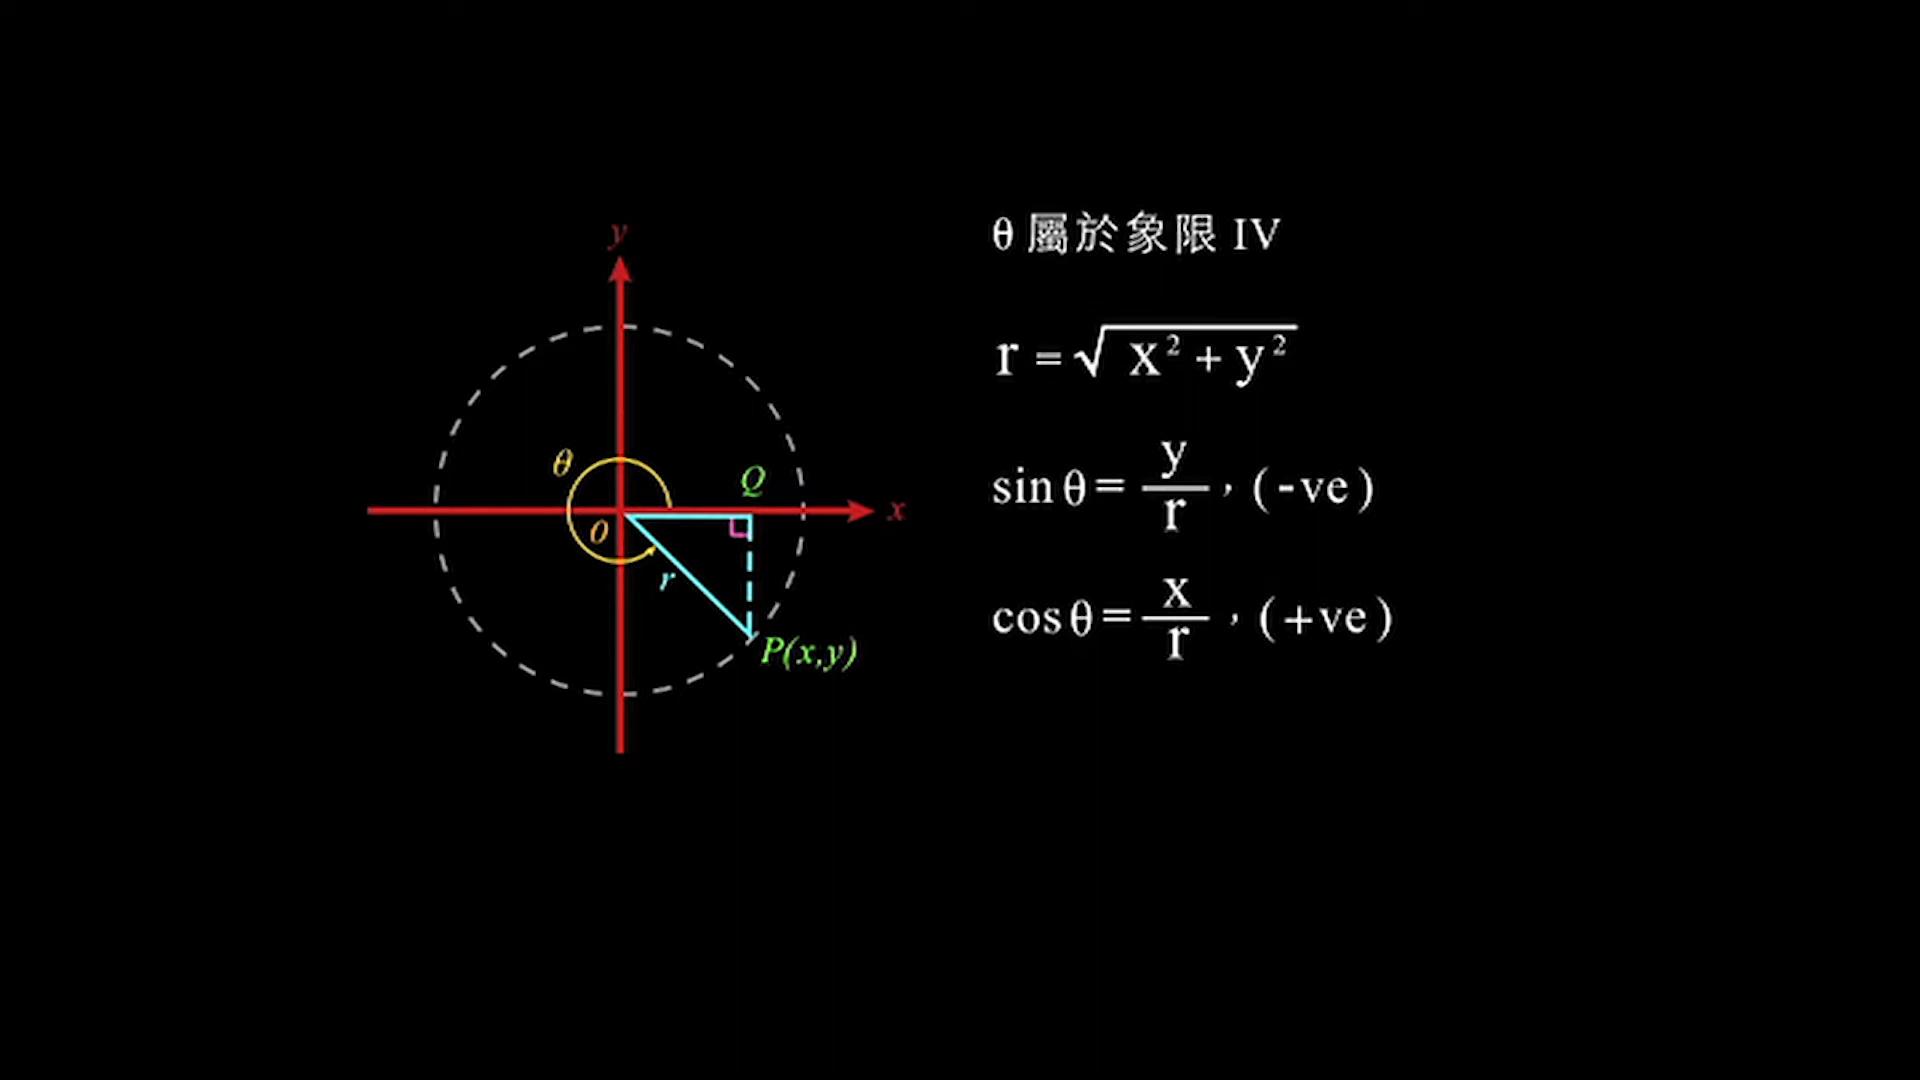 y
θ
Q
x
O
r
P(x,y)
θ 屬於象限 IV
r = √ x² + y²
sin θ = y/r , (-ve)
cos θ = x/r , (+ve)